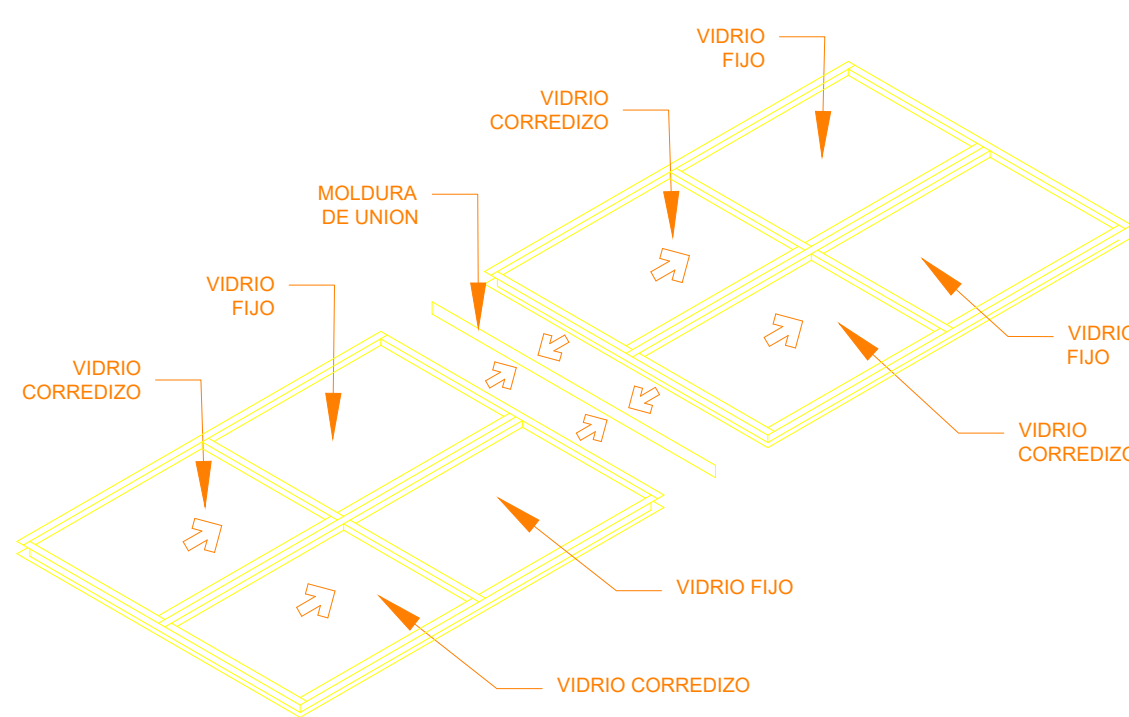 VIDRIO
FIJO
VIDRIO
CORREDIZO
MOLDURA
DE UNION
VIDRIO
FIJO
VIDRIO
CORREDIZO
VIDRIO
FIJO
VIDRIO
CORREDIZO
VIDRIO FIJO
VIDRIO CORREDIZO